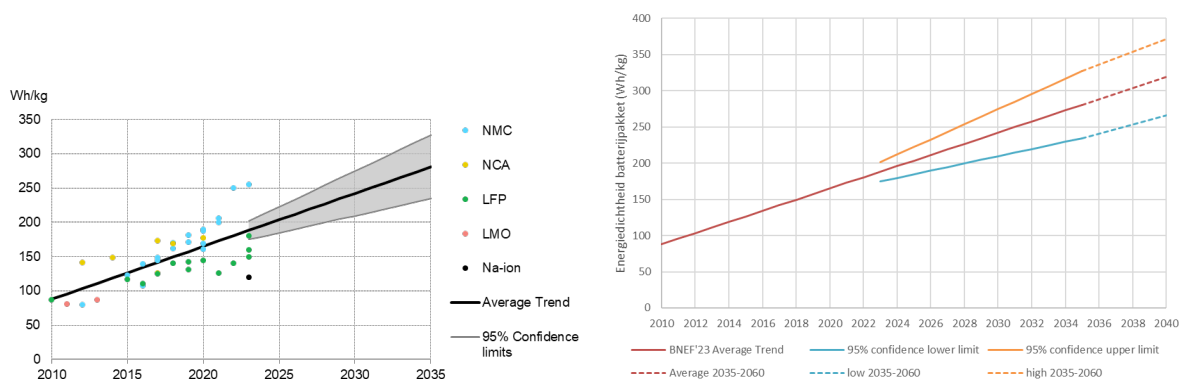 Wh/kg
350
300
250
200
150
100
50
0
2010 2015 2020 2025 2030 2035
NMC
NCA
LFP
LMO
Na-ion
Average Trend
95% Confidence
limits
Energiedichtheid batterijpakket (Wh/kg)
400
350
300
250
200
150
100
50
0
2010 2012 2014 2016 2018 2020 2022 2024 2026 2028 2030 2032 2034 2036 2038 2040
BNEF'23 Average Trend 95% confidence lower limit 95% confidence upper limit
Average 2035-2060 low 2035-2060 high 2035-2060